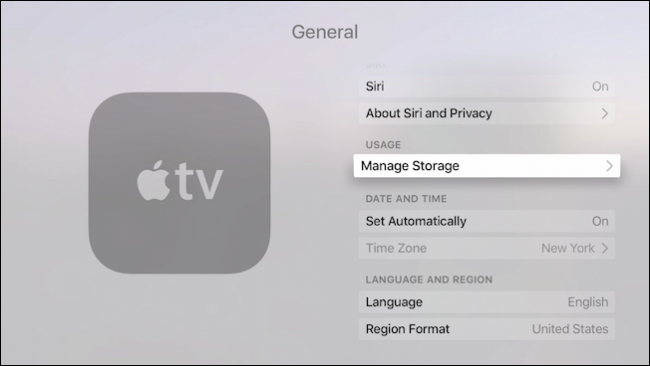 General
tv
Siri On
About Siri and Privacy >
USAGE
Manage Storage >
DATE AND TIME
Set Automatically On
Time Zone New York >
LANGUAGE AND REGION
Language English
Region Format United States